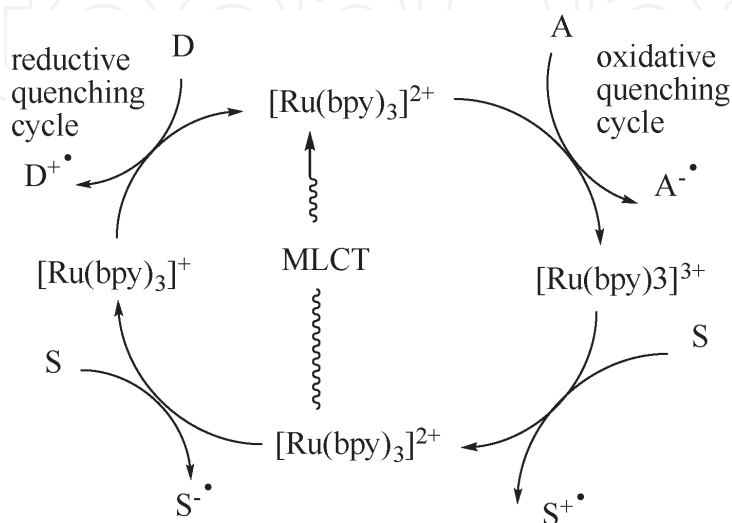 D
A
reductive
quenching
cycle
oxidative
quenching
cycle
[Ru(bpy)₃]²⁺
D⁺•
A⁻•
MLCT
[Ru(bpy)₃]⁺
[Ru(bpy)3]³⁺
S
S
[Ru(bpy)₃]²⁺
S⁻•
S⁺•